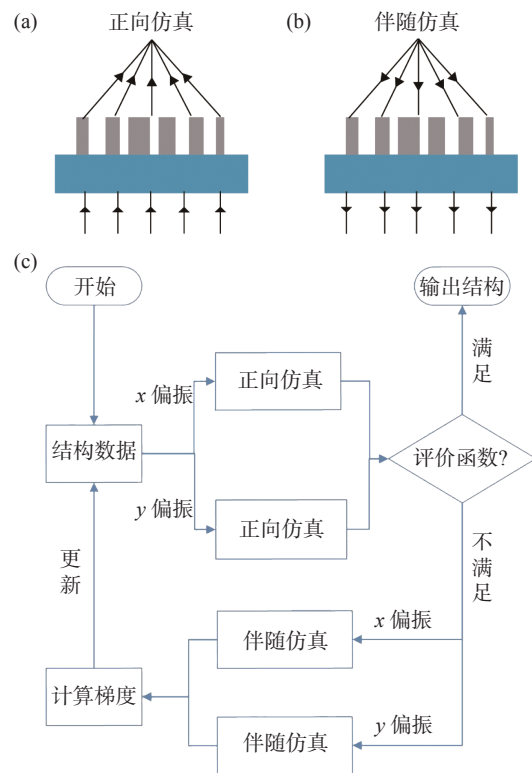 (a) 正向仿真 (b) 伴随仿真
(c)
开始 输出结构
满足
x 偏振 正向仿真
结构数据 评价函数?
y 偏振 正向仿真
更新 不满足
伴随仿真 x 偏振
计算梯度
伴随仿真 y 偏振